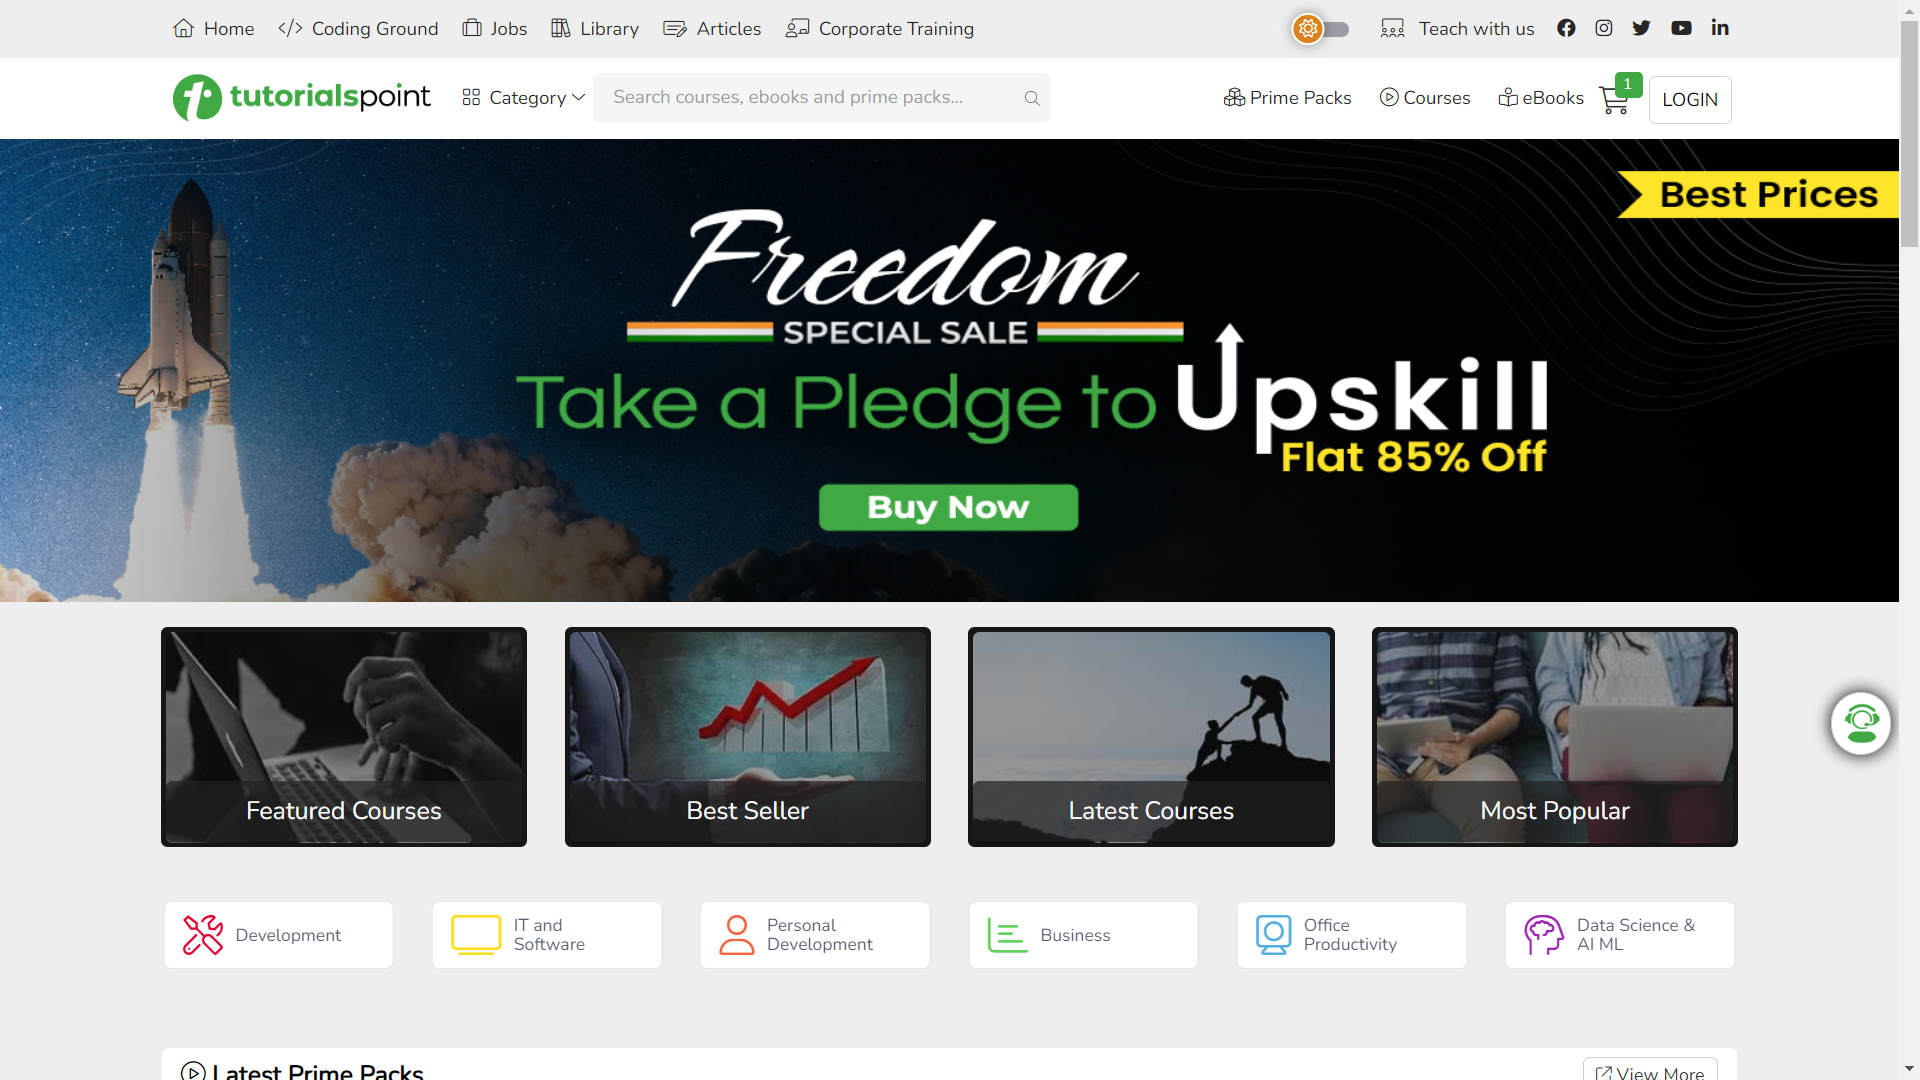 Home
Coding Ground
Jobs
Library
Articles
Corporate Training
Teach with us
tutorialspoint
Category
Search courses, ebooks and prime packs...
Prime Packs
Courses
eBooks
1
LOGIN
Best Prices
Freedom
SPECIAL SALE
Take a Pledge to Upskill
Flat 85% Off
Buy Now
Featured Courses
Best Seller
Latest Courses
Most Popular
Development
IT and
Software
Personal
Development
Business
Office
Productivity
Data Science &
AI ML
Latest Prime Packs
View More